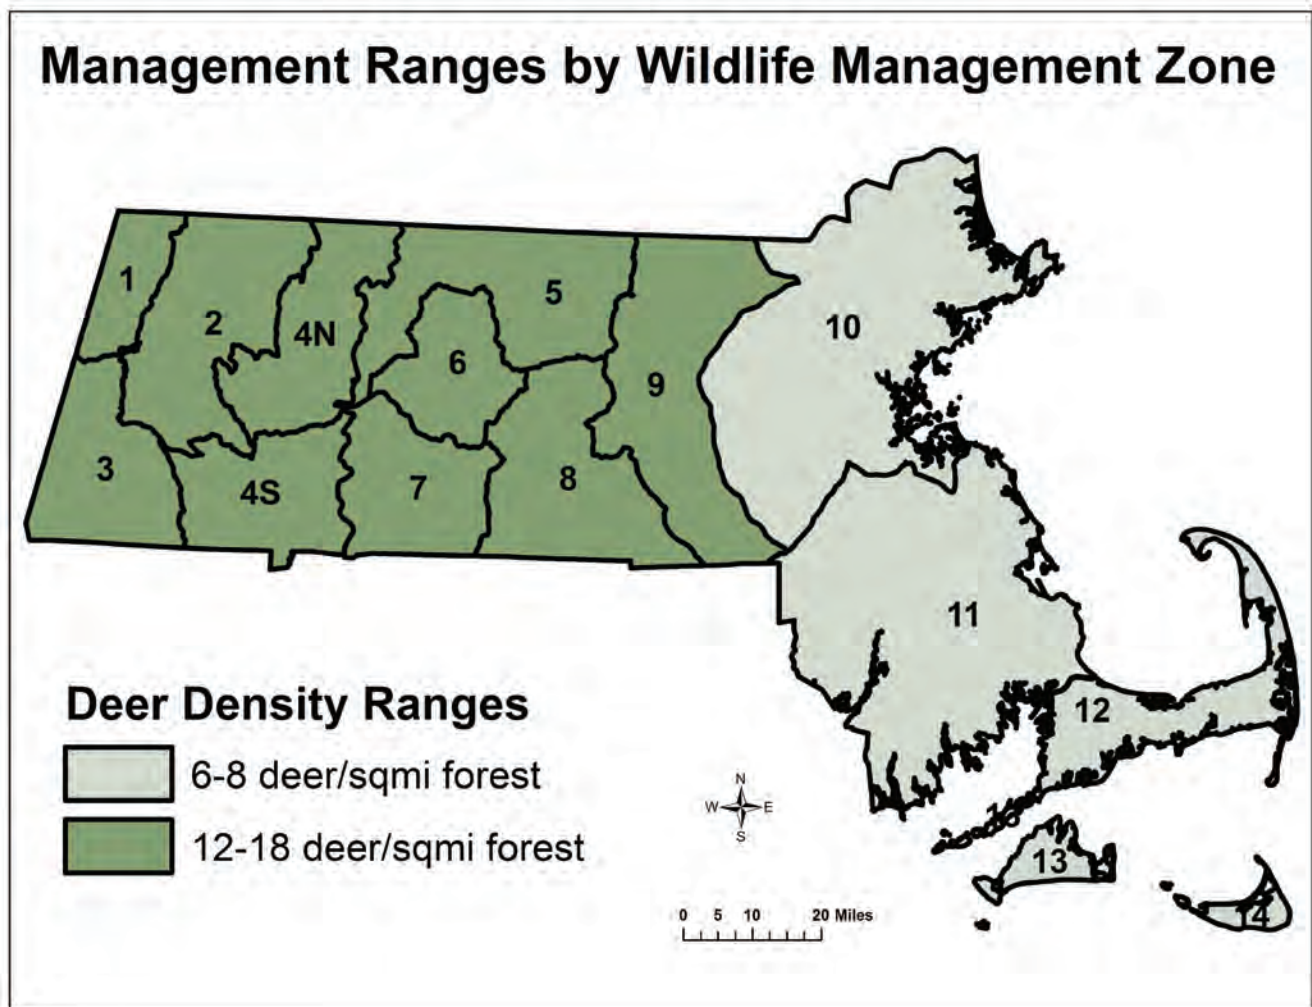 Management Ranges by Wildlife Management Zone
1
2
4N
5
6
10
9
3
4S
7
8
11
12
13
14
Deer Density Ranges
6-8 deer/sqmi forest
12-18 deer/sqmi forest
N
W E
S
0 5 10 20 Miles